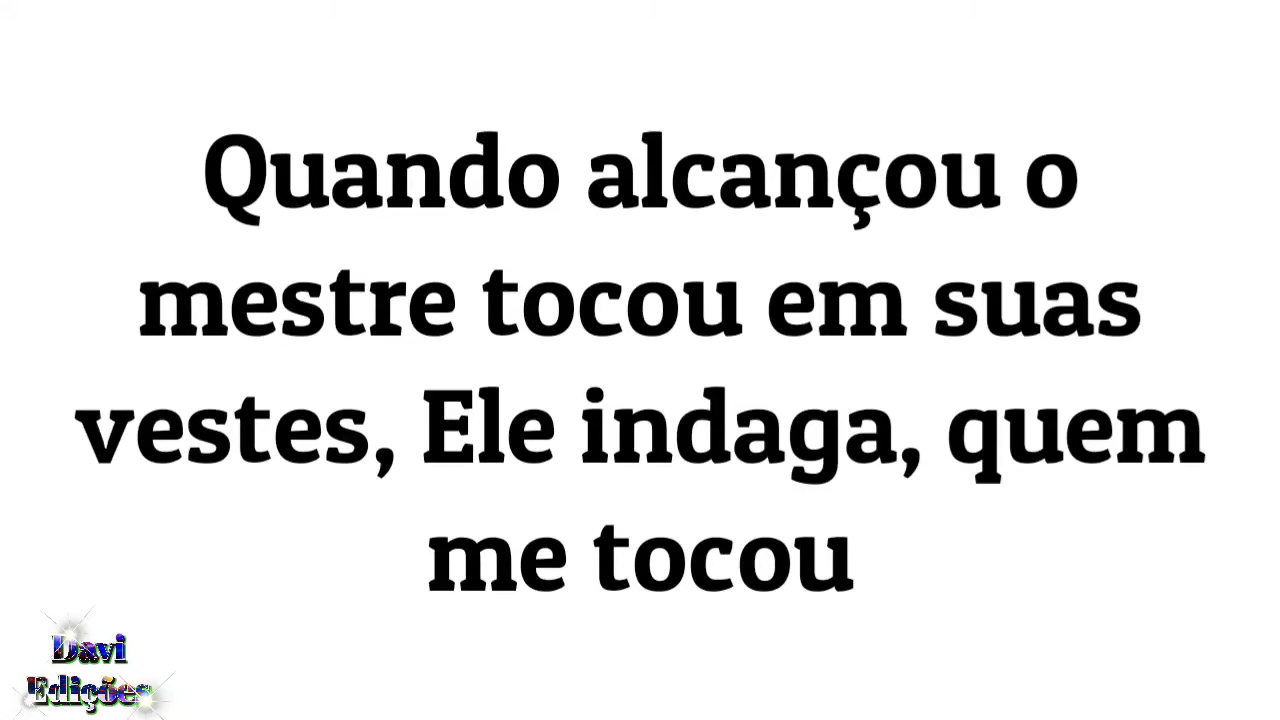 Quando alcançou o
mestre tocou em suas
vestes, Ele indaga, quem
me tocou
Davi
Edições